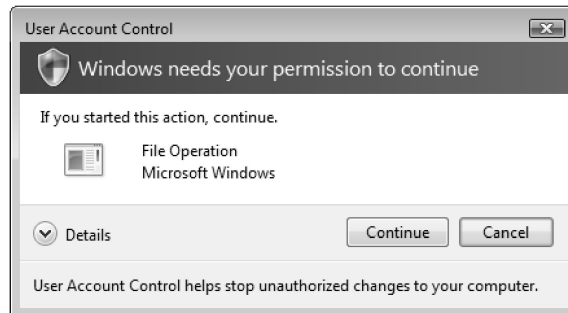 User Account Control
Windows needs your permission to continue
If you started this action, continue.
File Operation
Microsoft Windows
Details
Continue
Cancel
User Account Control helps stop unauthorized changes to your computer.